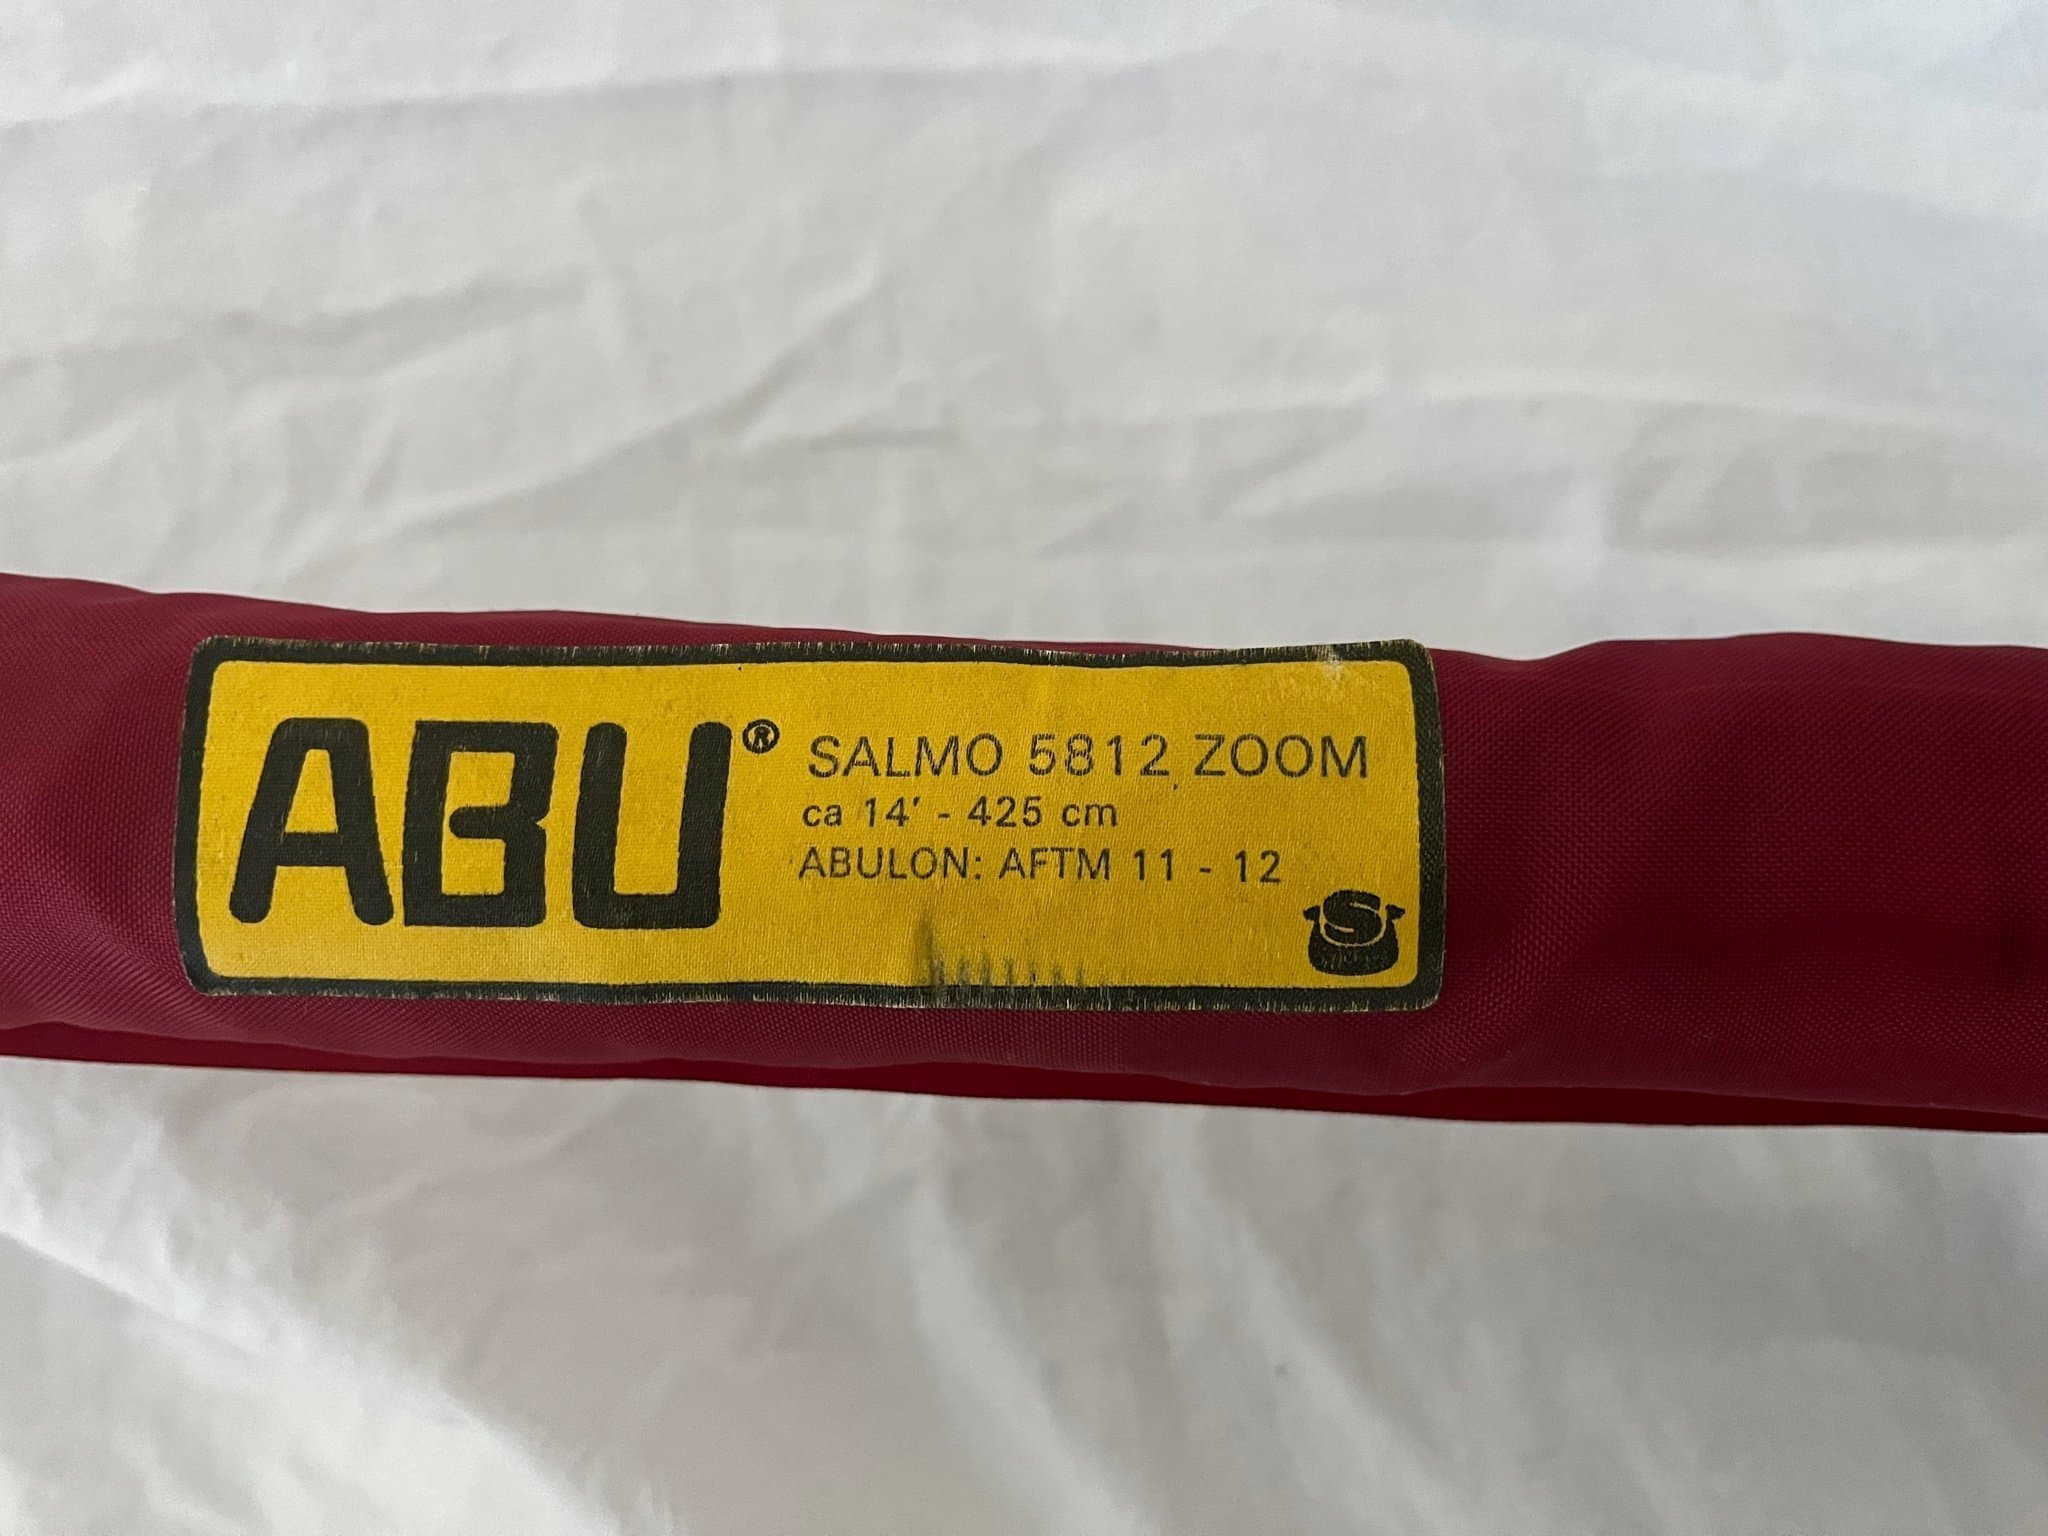 ABU®
SALMO 5812 ZOOM
ca 14' - 425 cm
ABULON: AFTM 11 - 12
S